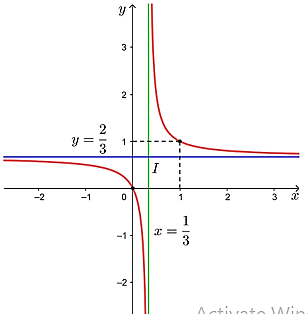 y
3
2
y = 2/3
1
I
−2 −1 0 1 2 3 x
x = 1/3
−1
−2
Activate Win